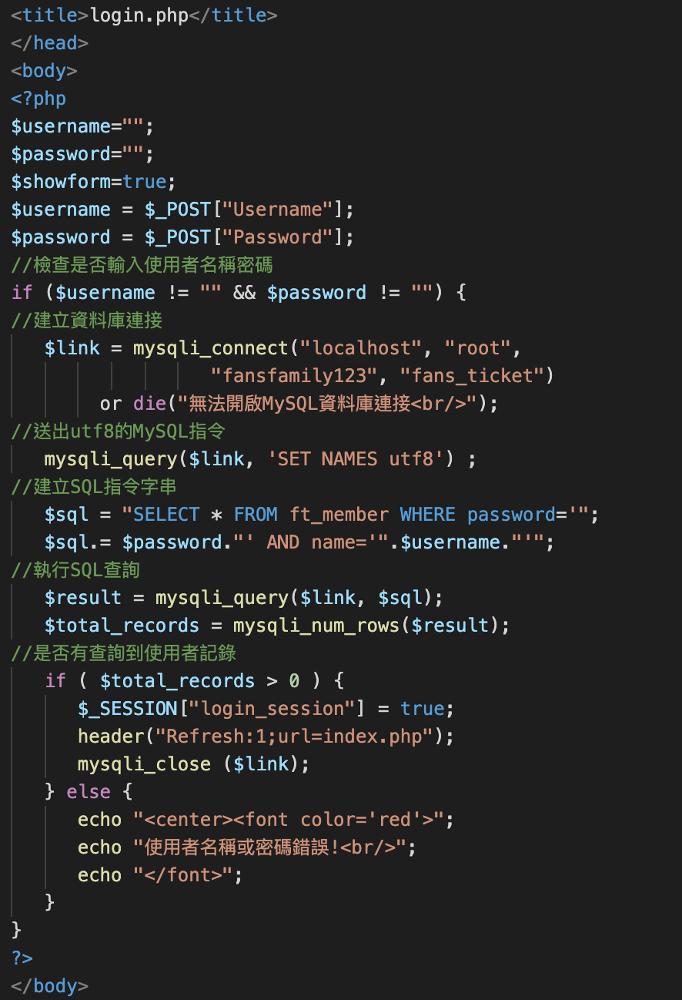 <title>login.php</title>
</head>
<body>
<?php
$username="";
$password="";
$showform=true;
$username = $_POST["Username"];
$password = $_POST["Password"];
//檢查是否輸入使用者名稱密碼
if ($username != "" && $password != "") {
//建立資料庫連接
   $link = mysqli_connect("localhost", "root",
                  "fansfamily123", "fans_ticket")
        or die("無法開啟MySQL資料庫連接<br/>");
//送出utf8的MySQL指令
   mysqli_query($link, 'SET NAMES utf8') ;
//建立SQL指令字串
   $sql = "SELECT * FROM ft_member WHERE password='";
   $sql.= $password."' AND name='".$username."'";
//執行SQL查詢
   $result = mysqli_query($link, $sql);
   $total_records = mysqli_num_rows($result);
//是否有查詢到使用者記錄
   if ( $total_records > 0 ) {
      $_SESSION["login_session"] = true;
      header("Refresh:1;url=index.php");
      mysqli_close ($link);
   } else {
      echo "<center><font color='red'>";
      echo "使用者名稱或密碼錯誤!<br/>";
      echo "</font>";
   }
}
?>
</body>